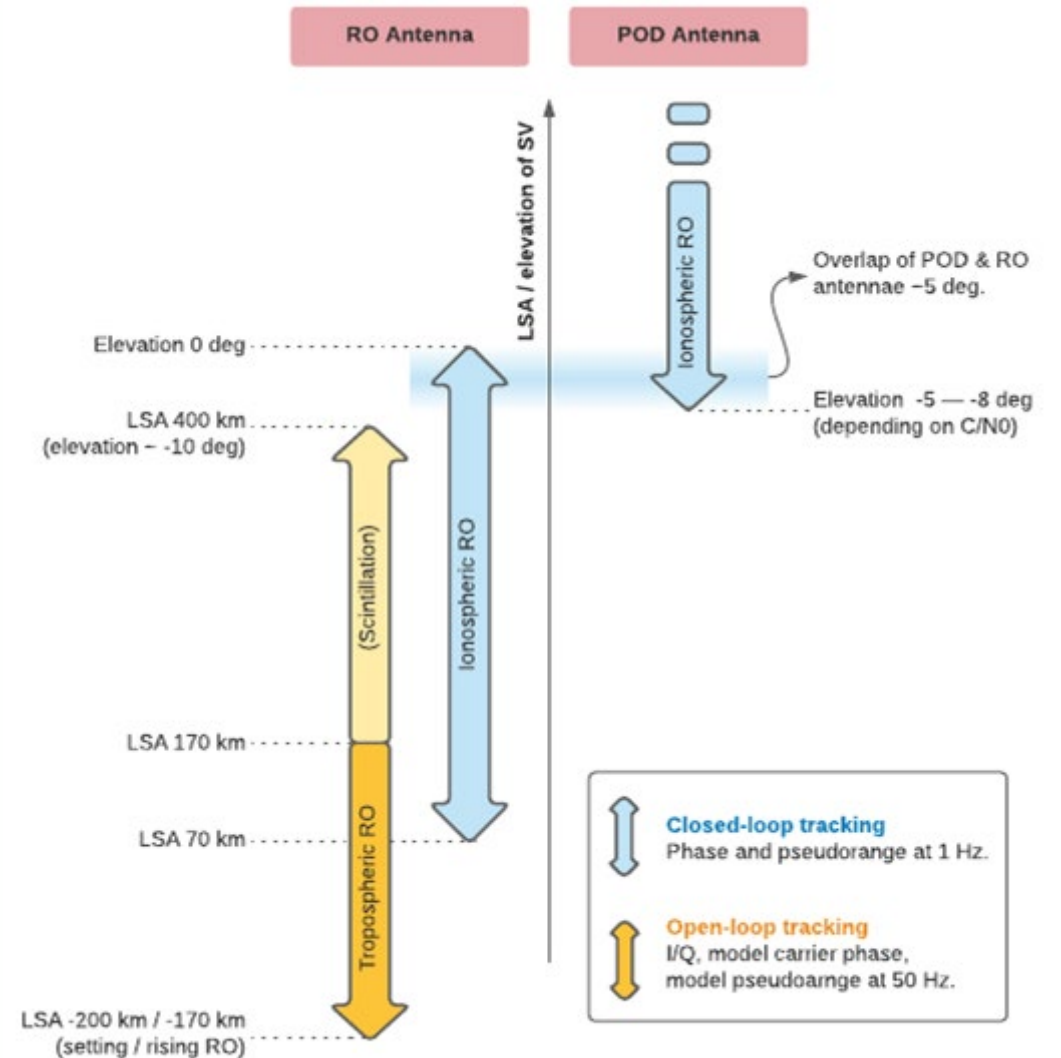 RO Antenna
POD Antenna
LSA / elevation of SV
Ionospheric RO
Overlap of POD & RO
antennae ~5 deg.
Elevation 0 deg
Elevation -5 — -8 deg
(depending on C/N0)
LSA 400 km
(elevation ~ -10 deg)
(Scintillation)
Ionospheric RO
LSA 170 km
LSA 70 km
Tropospheric RO
LSA -200 km / -170 km
(setting / rising RO)
Closed-loop tracking
Phase and pseudorange at 1 Hz.
Open-loop tracking
I/Q, model carrier phase,
model pseudoarnge at 50 Hz.